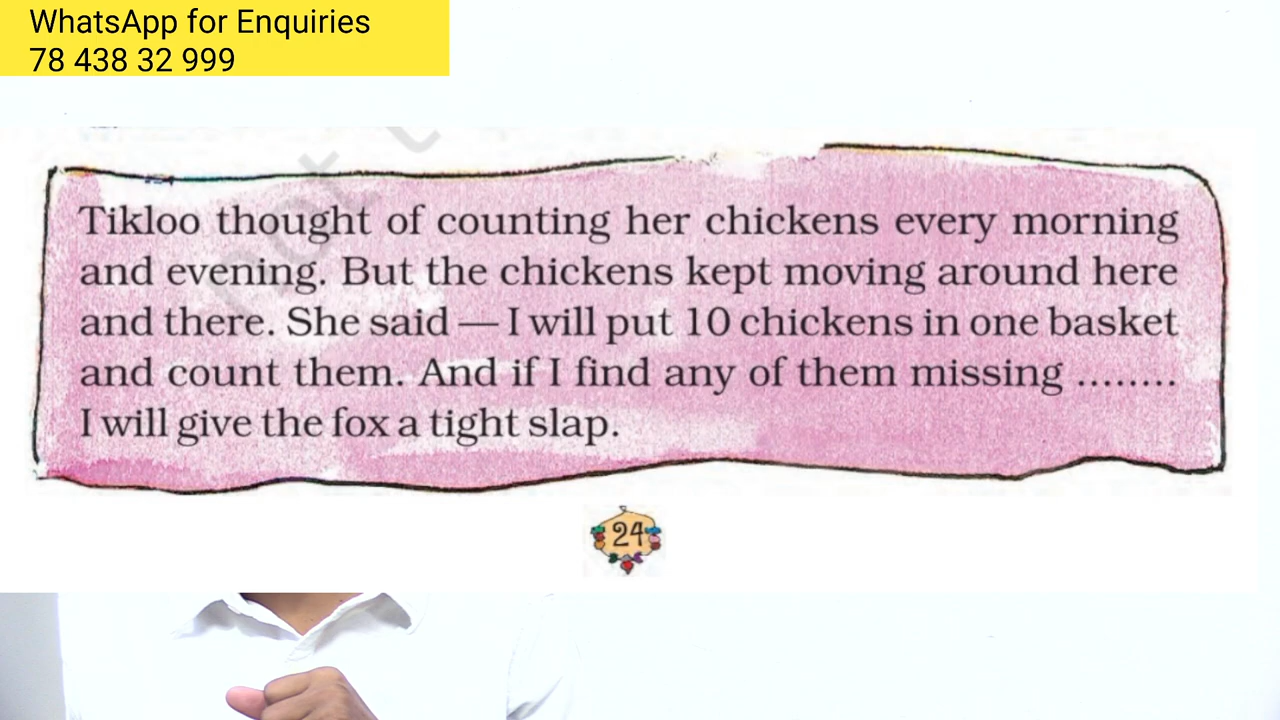 WhatsApp for Enquiries
78 438 32 999
not t
Tikloo thought of counting her chickens every morning
and evening. But the chickens kept moving around here
and there. She said — I will put 10 chickens in one basket
and count them. And if I find any of them missing ........
I will give the fox a tight slap.
24